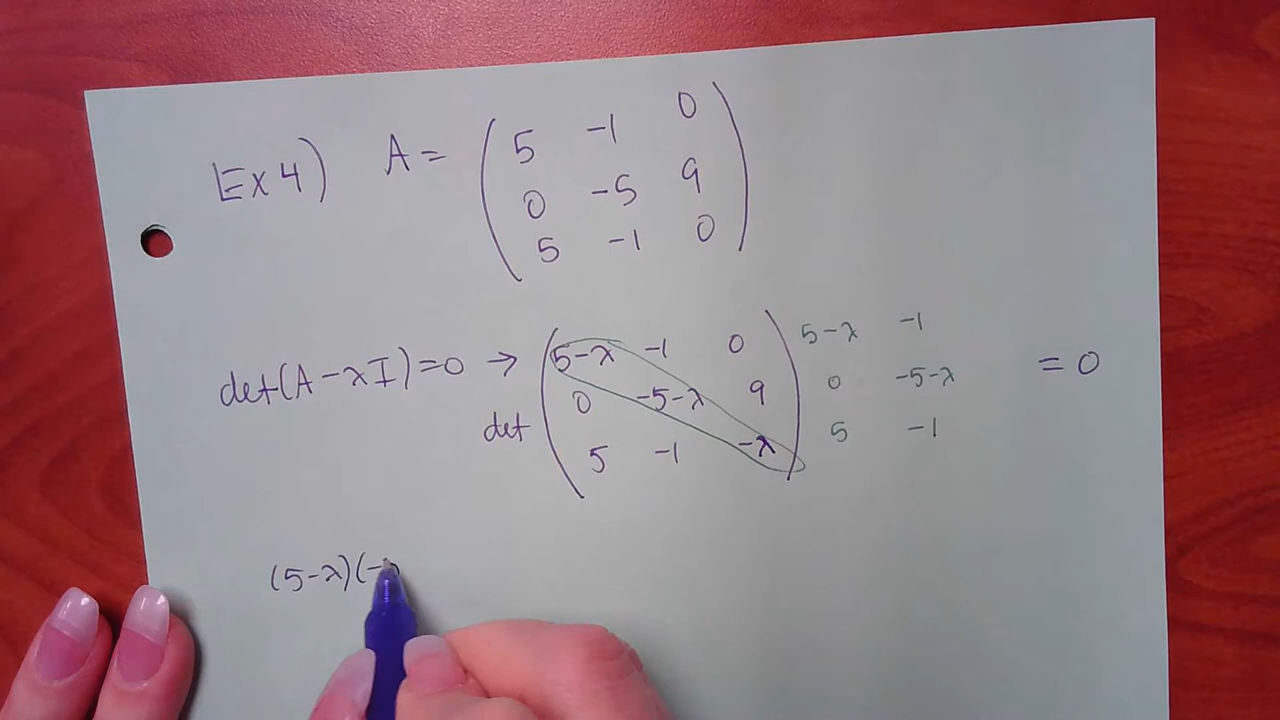 Ex 4) A = ( 5 -1 0
0 -5 9
5 -1 0 )
det(A-λI)=0 → det ( 5-λ -1 0 ) 5-λ -1
0 -5-λ 9 0 -5-λ = 0
5 -1 -λ 5 -1
(5-λ)(-